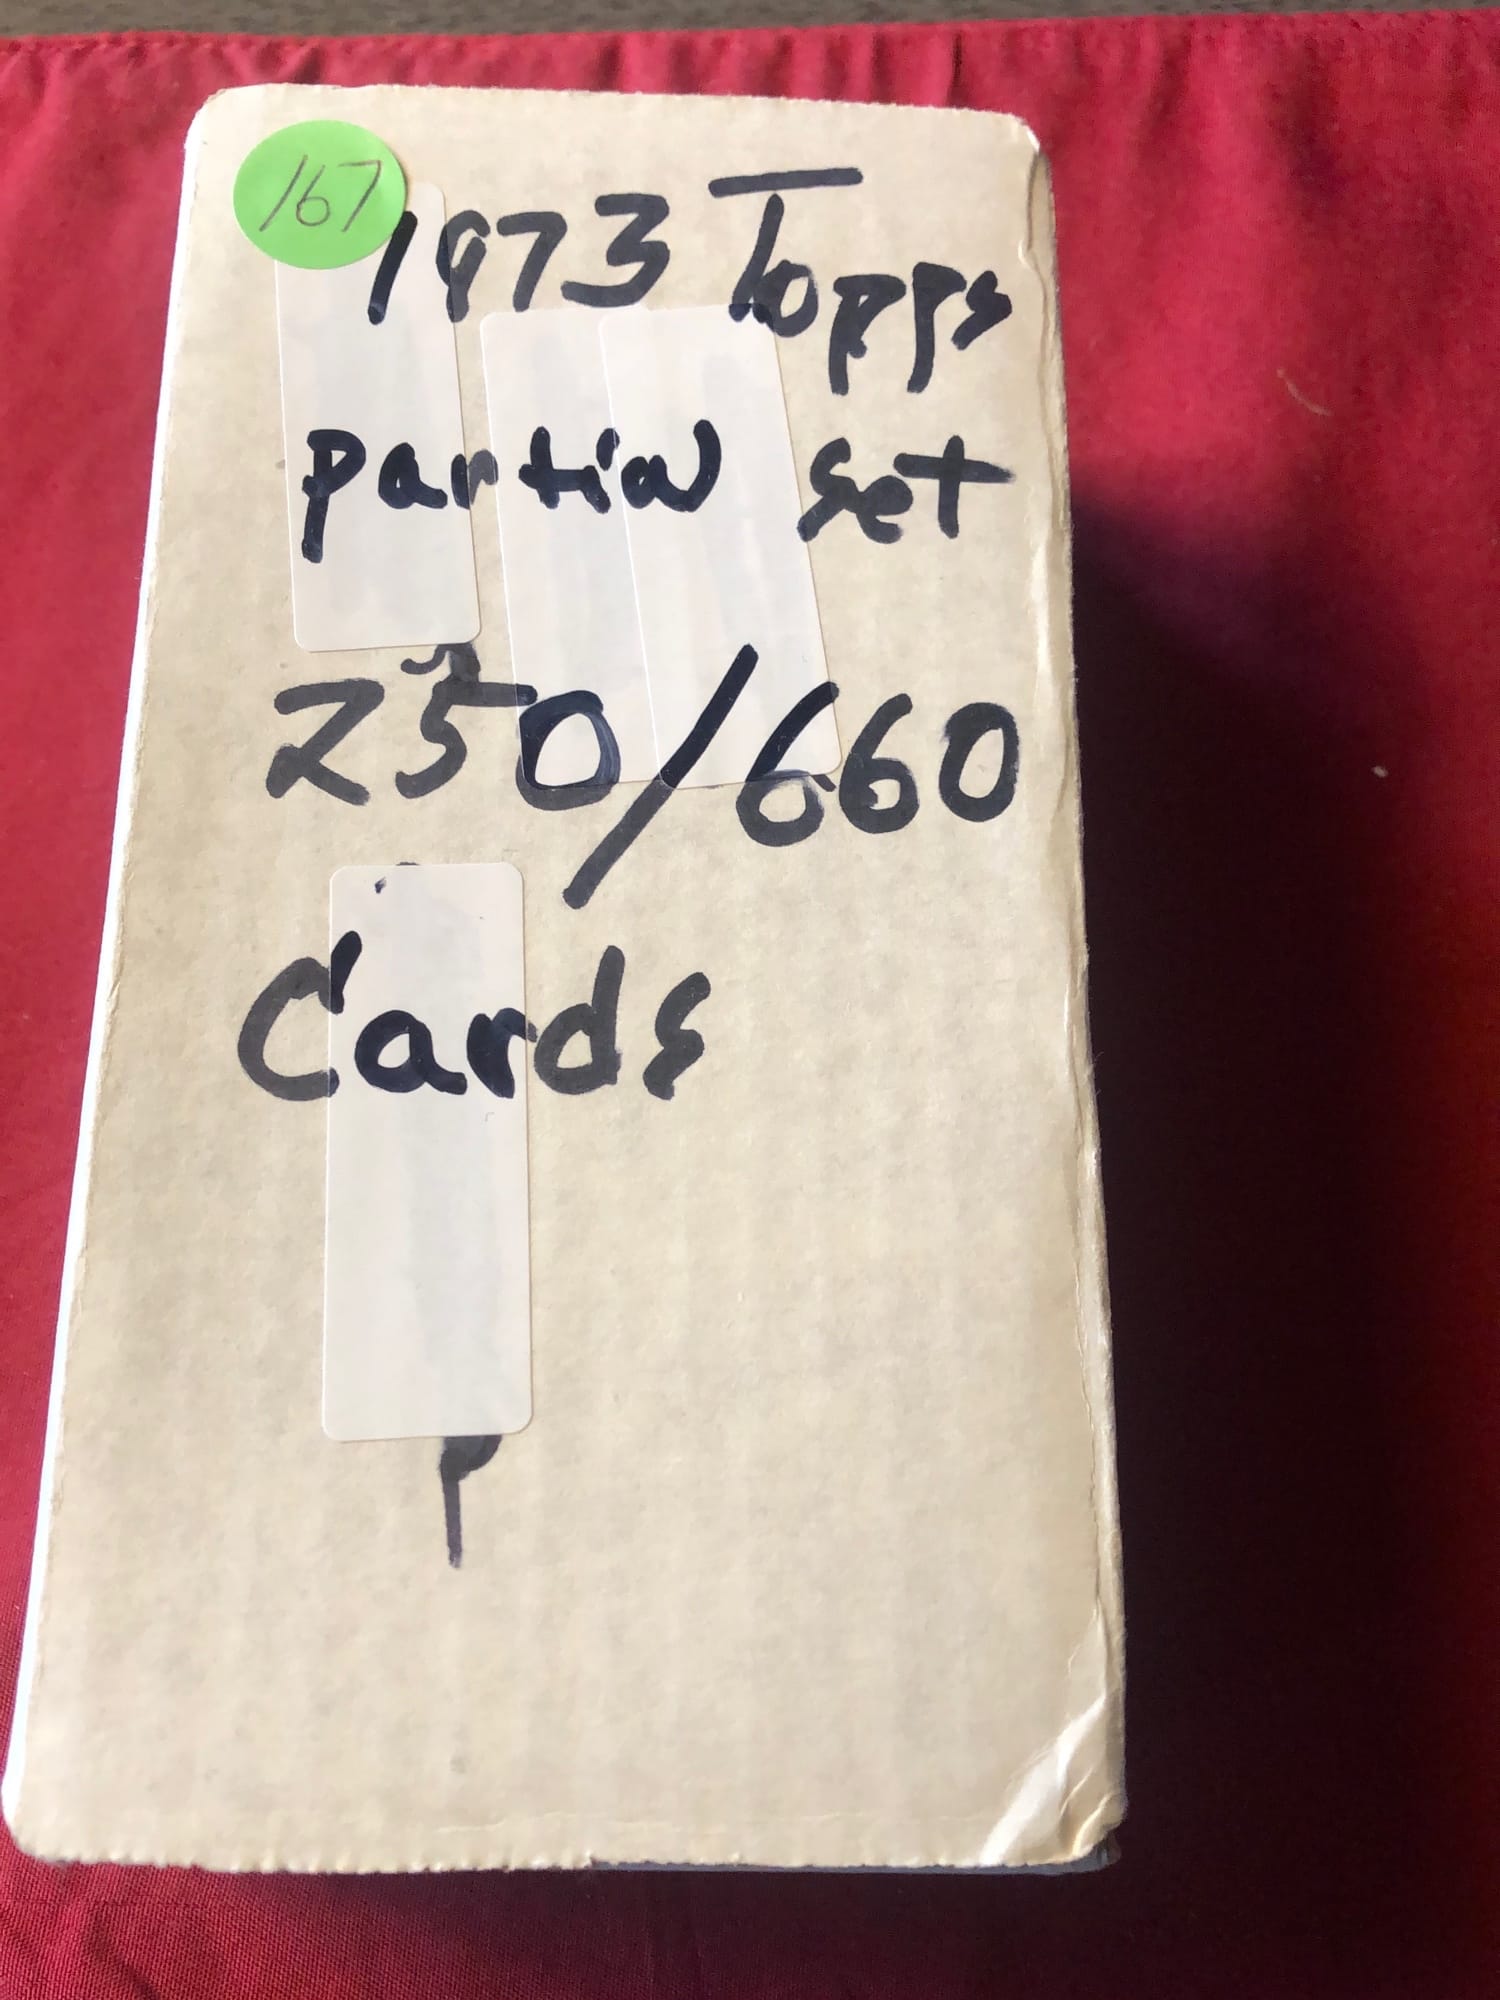 167
1973 Topps
partial set
250/660
Cards